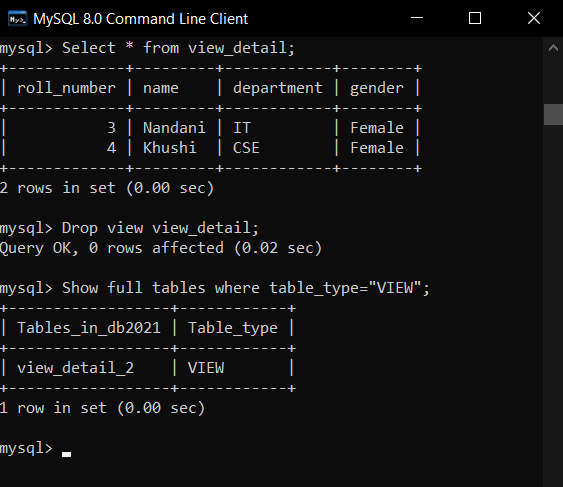 MySQL 8.0 Command Line Client
mysql> Select * from view_detail;
+-------------+---------+------------+--------+
| roll_number | name    | department | gender |
+-------------+---------+------------+--------+
|           3 | Nandani | IT         | Female |
|           4 | Khushi  | CSE        | Female |
+-------------+---------+------------+--------+
2 rows in set (0.00 sec)
mysql> Drop view view_detail;
Query OK, 0 rows affected (0.02 sec)
mysql> Show full tables where table_type="VIEW";
+------------------+------------+
| Tables_in_db2021 | Table_type |
+------------------+------------+
| view_detail_2    | VIEW       |
+------------------+------------+
1 row in set (0.00 sec)
mysql>